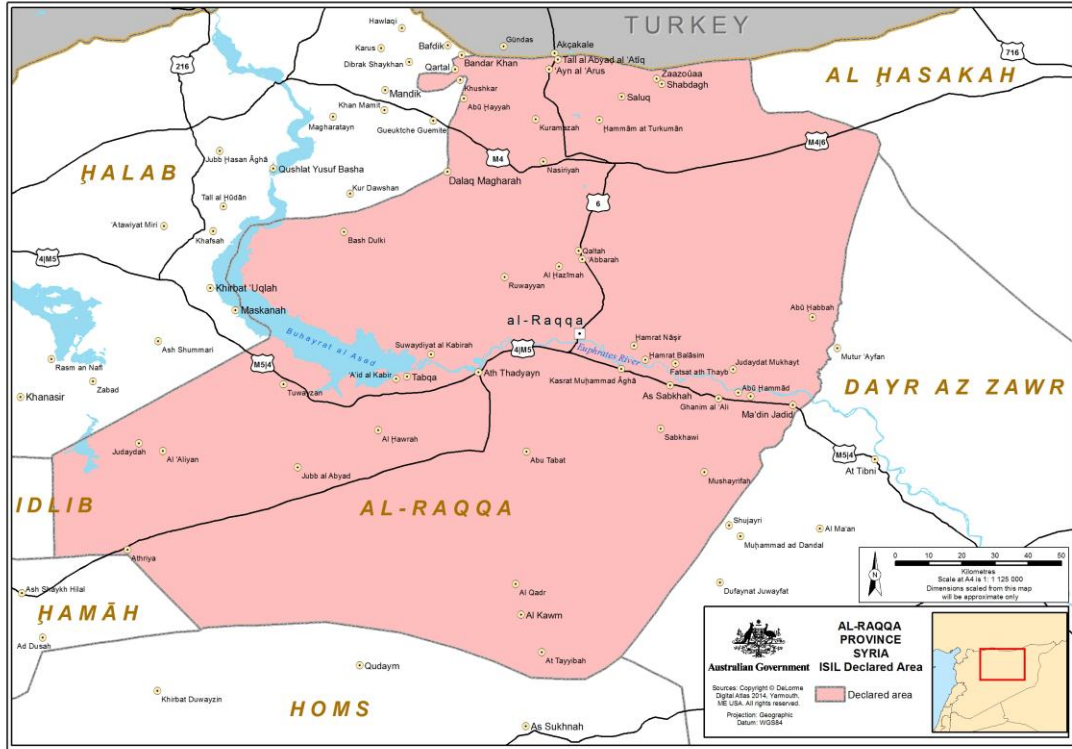 TURKEY
Hawlaqi
Karus
Bafdik
Gündas
Akçakale
Tall al Abyad al 'Atiq
Dibrak Shaykhan
Qartal
Bandar Khan
'Ayn al 'Arus
716
216
Zaazoūaa
Shabdagh
AL ḨASAKAH
Mandik
Khushkar
Saluq
Khan Mamit
Abū Ḩayyah
Magharatayn
Gueuktche Guemite
Kuramazah
Ḩammām at Turkumān
M4|6
Jubb Ḩasan Āghā
M4
Nasiriyah
ḨALAB
Qushlat Yusuf Basha
Dalaq Magharah
Kur Dawshan
6
Tall al Ḩūdān
'Atawiyat Miri
Khafsah
Bash Dulki
4|M5
Qaltah
'Abbarah
Al Ḩazīmah
Ruwayyan
Khirbat 'Uqlah
Maskanah
Abū Ḩabbah
al-Raqqa
Buhayrat al Asad
Ash Shummari
Suwaydiyat al Kabirah
4|M5
Euphrates River
Hamrat Nāşir
Mutur 'Ayfan
Rasm an Nafl
M5|4
Hamrat Balāsim
Judaydat Mukhayt
Fatsat ath Thayb
Zabad
'A'id al Kabir
Tabqa
Ath Thadyayn
Kasrat Muḩammad Āghā
Tuwayzan
As Sabkhah
Abū Ḩammād
DAYR AZ ZAWR
Khanasir
Ghanim al 'Ali
Ma'din Jadid
Al Ḩawrah
Sabkhawi
Judaydah
Al 'Aliyan
Abu Tabat
M5|4
At Tibni
Jubb al Abyad
Mushayrifah
IDLIB
AL-RAQQA
Shujayri
Al Ma'an
Muḩammad ad Dandal
Athriya
0 10 20 30 40 50
Kilometres
Scale at A4 is 1: 1 125 000
Dimensions scaled from this map
will be approximate only
N
Ash Shaykh Hilal
Al Qadr
Dufaynat Juwayfat
ḨAMĀH
Al Kawm
Ad Dusah
At Tayyibah
Qudaym
Khirbat Duwayzin
HOMS
As Sukhnah
Australian Government
AL-RAQQA
PROVINCE
SYRIA
ISIL Declared Area
Sources: Copyright © DeLorme
Digital Atlas 2014, Yarmouth,
ME USA. All rights reserved.
Projection: Geographic
Datum: WGS84
Declared area